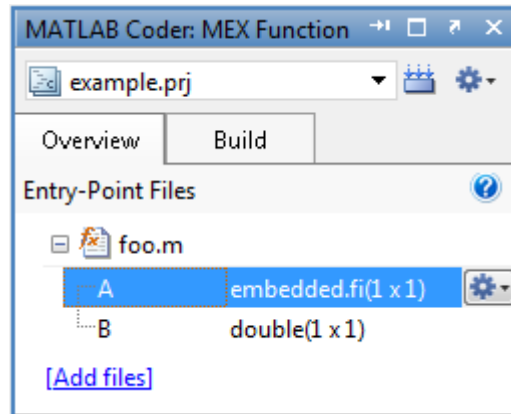 MATLAB Coder: MEX Function
example.prj
Overview Build
Entry-Point Files
foo.m
A embedded.fi(1 x 1)
B double(1 x 1)
[Add files]